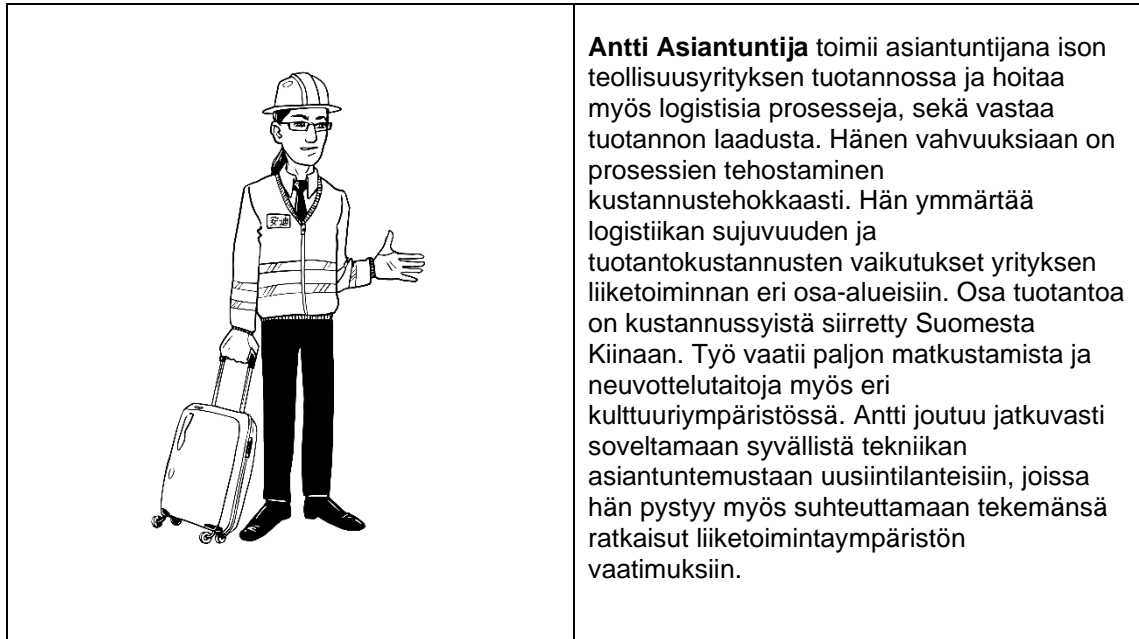 安迪
Antti Asiantuntija toimii asiantuntijana ison
teollisuusyrityksen tuotannossa ja hoitaa
myös logistisia prosesseja, sekä vastaa
tuotannon laadusta. Hänen vahvuuksiaan on
prosessien tehostaminen
kustannustehokkaasti. Hän ymmärtää
logistiikan sujuvuuden ja
tuotantokustannusten vaikutukset yrityksen
liiketoiminnan eri osa-alueisiin. Osa tuotantoa
on kustannussyistä siirretty Suomesta
Kiinaan. Työ vaatii paljon matkustamista ja
neuvottelutaitoja myös eri
kulttuuriympäristössä. Antti joutuu jatkuvasti
soveltamaan syvällistä tekniikan
asiantuntemustaan uusiintilanteisiin, joissa
hän pystyy myös suhteuttamaan tekemänsä
ratkaisut liiketoimintaympäristön
vaatimuksiin.